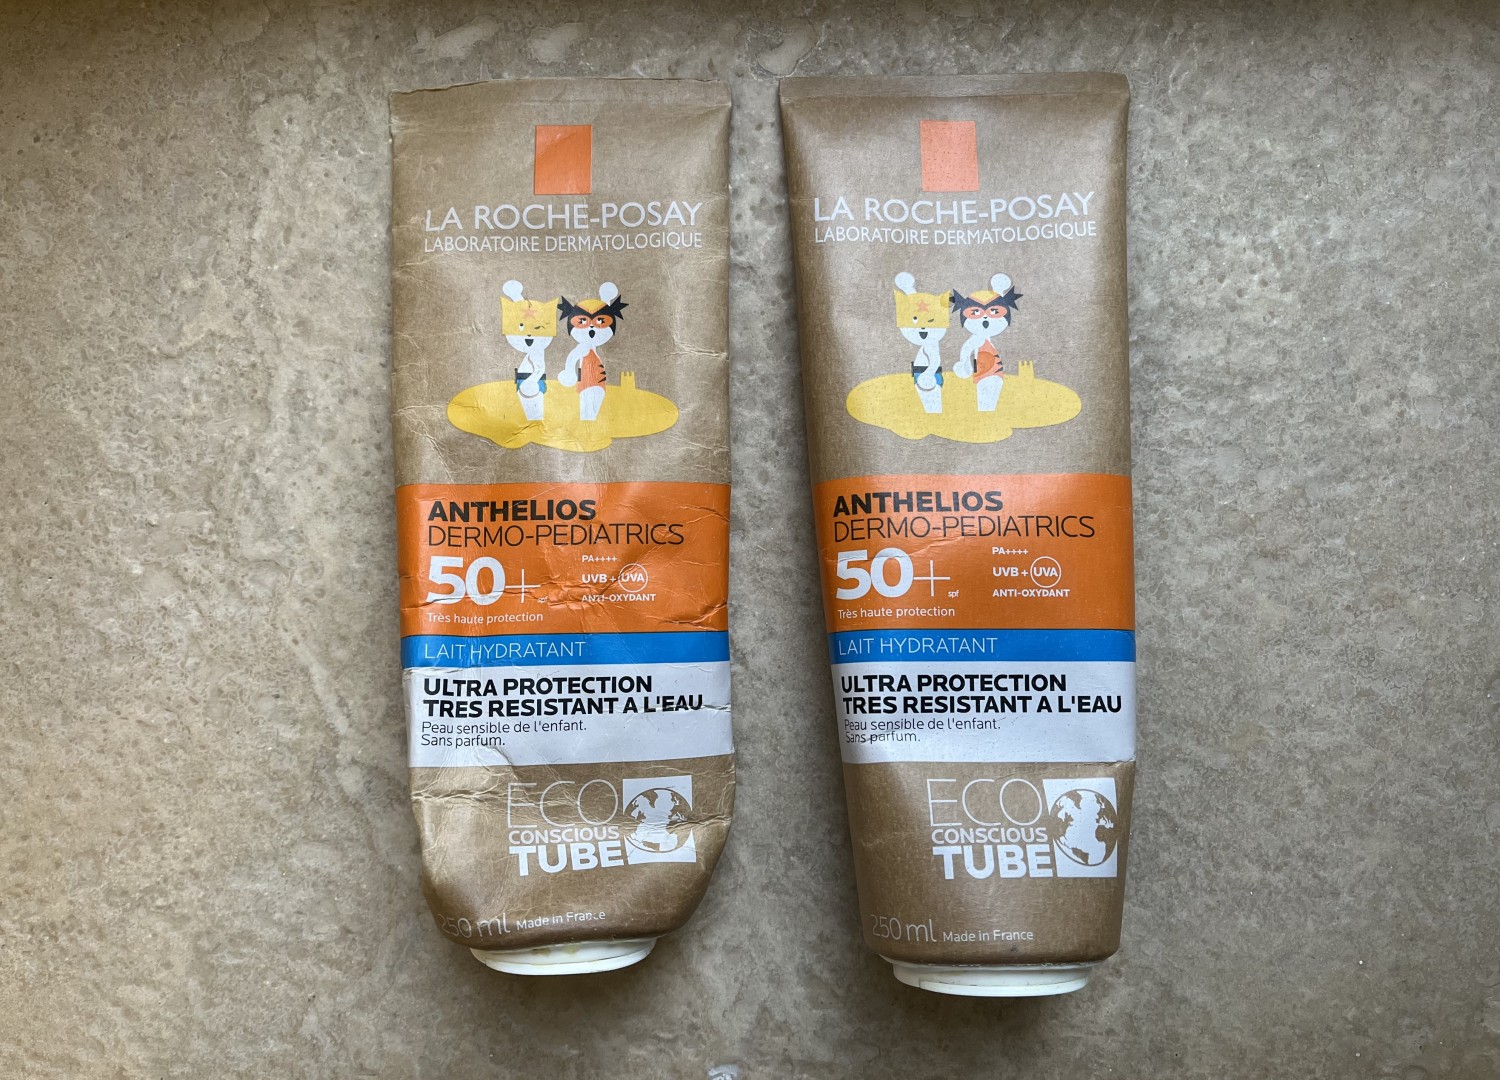 LA ROCHE-POSAY
LABORATOIRE DERMATOLOGIQUE
ANTHELIOS
DERMO-PEDIATRICS
50+ spf
PA++++
UVB + UVA
ANTI-OXYDANT
Très haute protection
LAIT HYDRATANT
ULTRA PROTECTION
TRES RESISTANT A L'EAU
Peau sensible de l'enfant.
Sans parfum.
ECO
CONSCIOUS
TUBE
250 ml Made in France
LA ROCHE-POSAY
LABORATOIRE DERMATOLOGIQUE
ANTHELIOS
DERMO-PEDIATRICS
50+ spf
PA++++
UVB + UVA
ANTI-OXYDANT
Très haute protection
LAIT HYDRATANT
ULTRA PROTECTION
TRES RESISTANT A L'EAU
Peau sensible de l'enfant.
Sans parfum.
ECO
CONSCIOUS
TUBE
250 ml Made in France